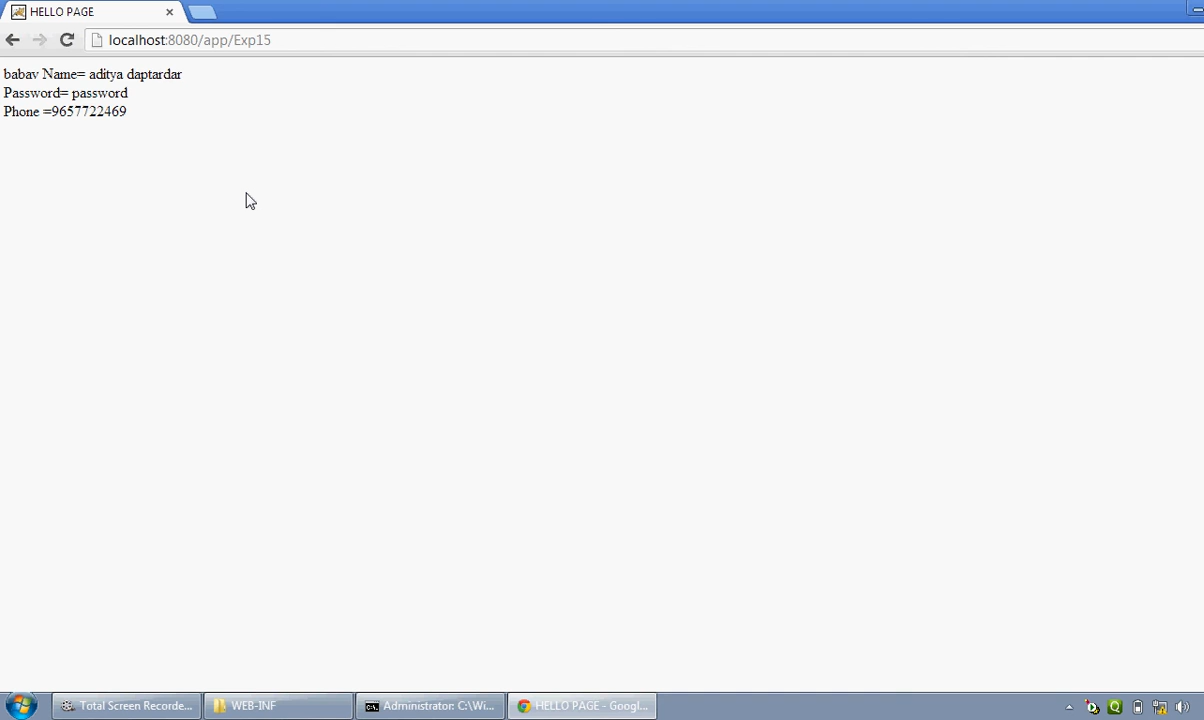 HELLO PAGE
localhost:8080/app/Exp15
babav Name= aditya daptardar
Password= password
Phone =9657722469
Total Screen Recorde...
WEB-INF
Administrator: C:\Wi...
HELLO PAGE - Googl...